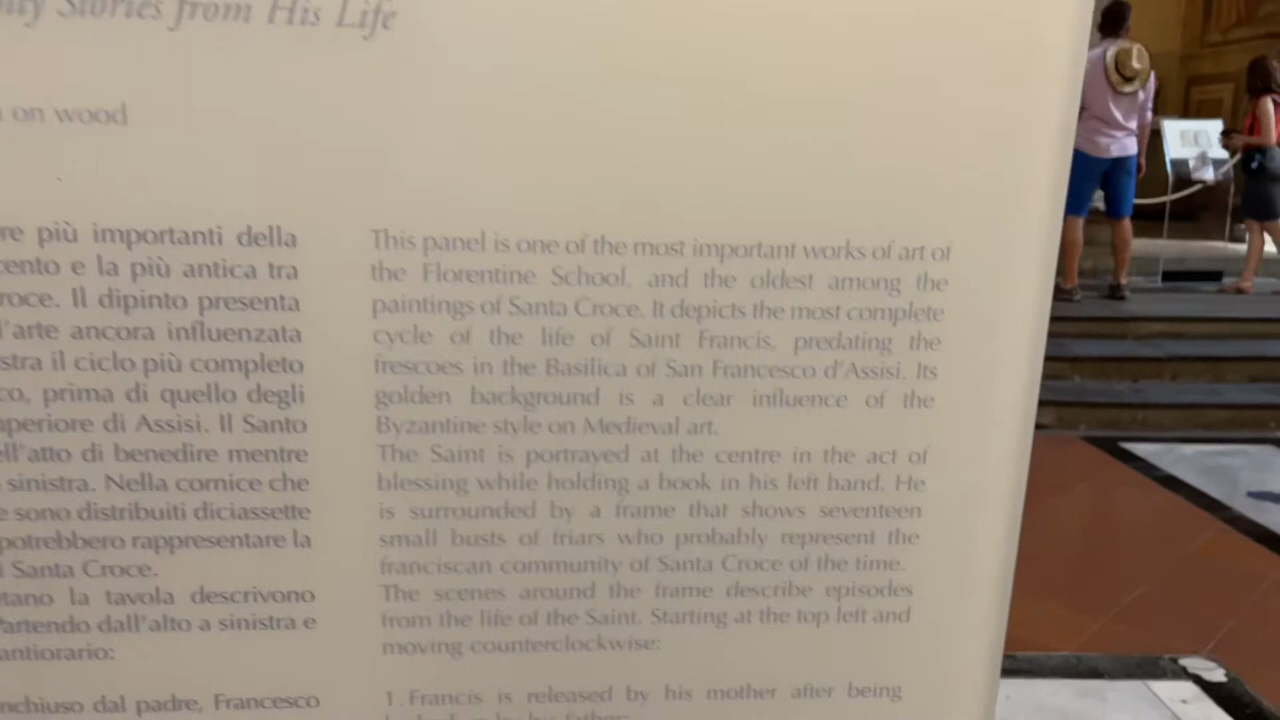 Stories from His Life
on wood
re più importanti della
cento e la più antica tra
roce. Il dipinto presenta
l'arte ancora influenzata
stra il ciclo più completo
co, prima di quello degli
uperiore di Assisi. Il Santo
ell'atto di benedire mentre
sinistra. Nella cornice che
e sono distribuiti diciassette
potrebbero rappresentare la
i Santa Croce.
tano la tavola descrivono
Partendo dall'alto a sinistra e
antiorario:
nchiuso dal padre, Francesco
This panel is one of the most important works of art of
the Florentine School, and the oldest among the
paintings of Santa Croce. It depicts the most complete
cycle of the life of Saint Francis, predating the
frescoes in the Basilica of San Francesco d'Assisi. Its
golden background is a clear influence of the
Byzantine style on Medieval art.
The Saint is portrayed at the centre in the act of
blessing while holding a book in his left hand. He
is surrounded by a frame that shows seventeen
small busts of friars who probably represent the
franciscan community of Santa Croce of the time.
The scenes around the frame describe episodes
from the life of the Saint. Starting at the top left and
moving counterclockwise:
1. Francis is released by his mother after being
by his father